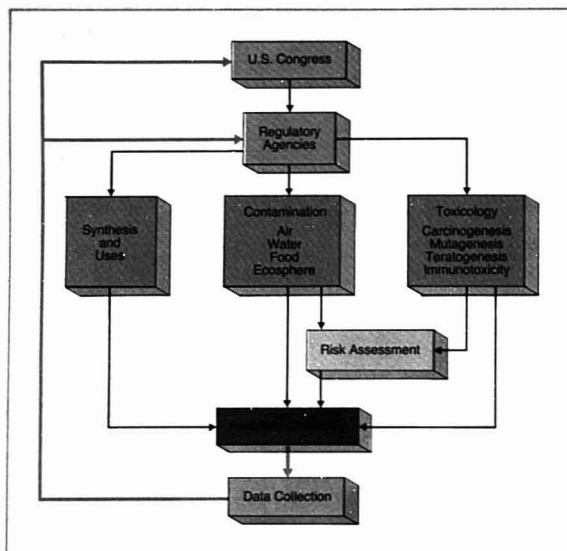 U.S. Congress
Regulatory
Agencies
Synthesis
and
Uses
Contamination
Air
Water
Food
Ecosphere
Toxicology
Carcinogenesis
Mutagenesis
Teratogenesis
Immunotoxicity
Risk Assessment
Data Collection